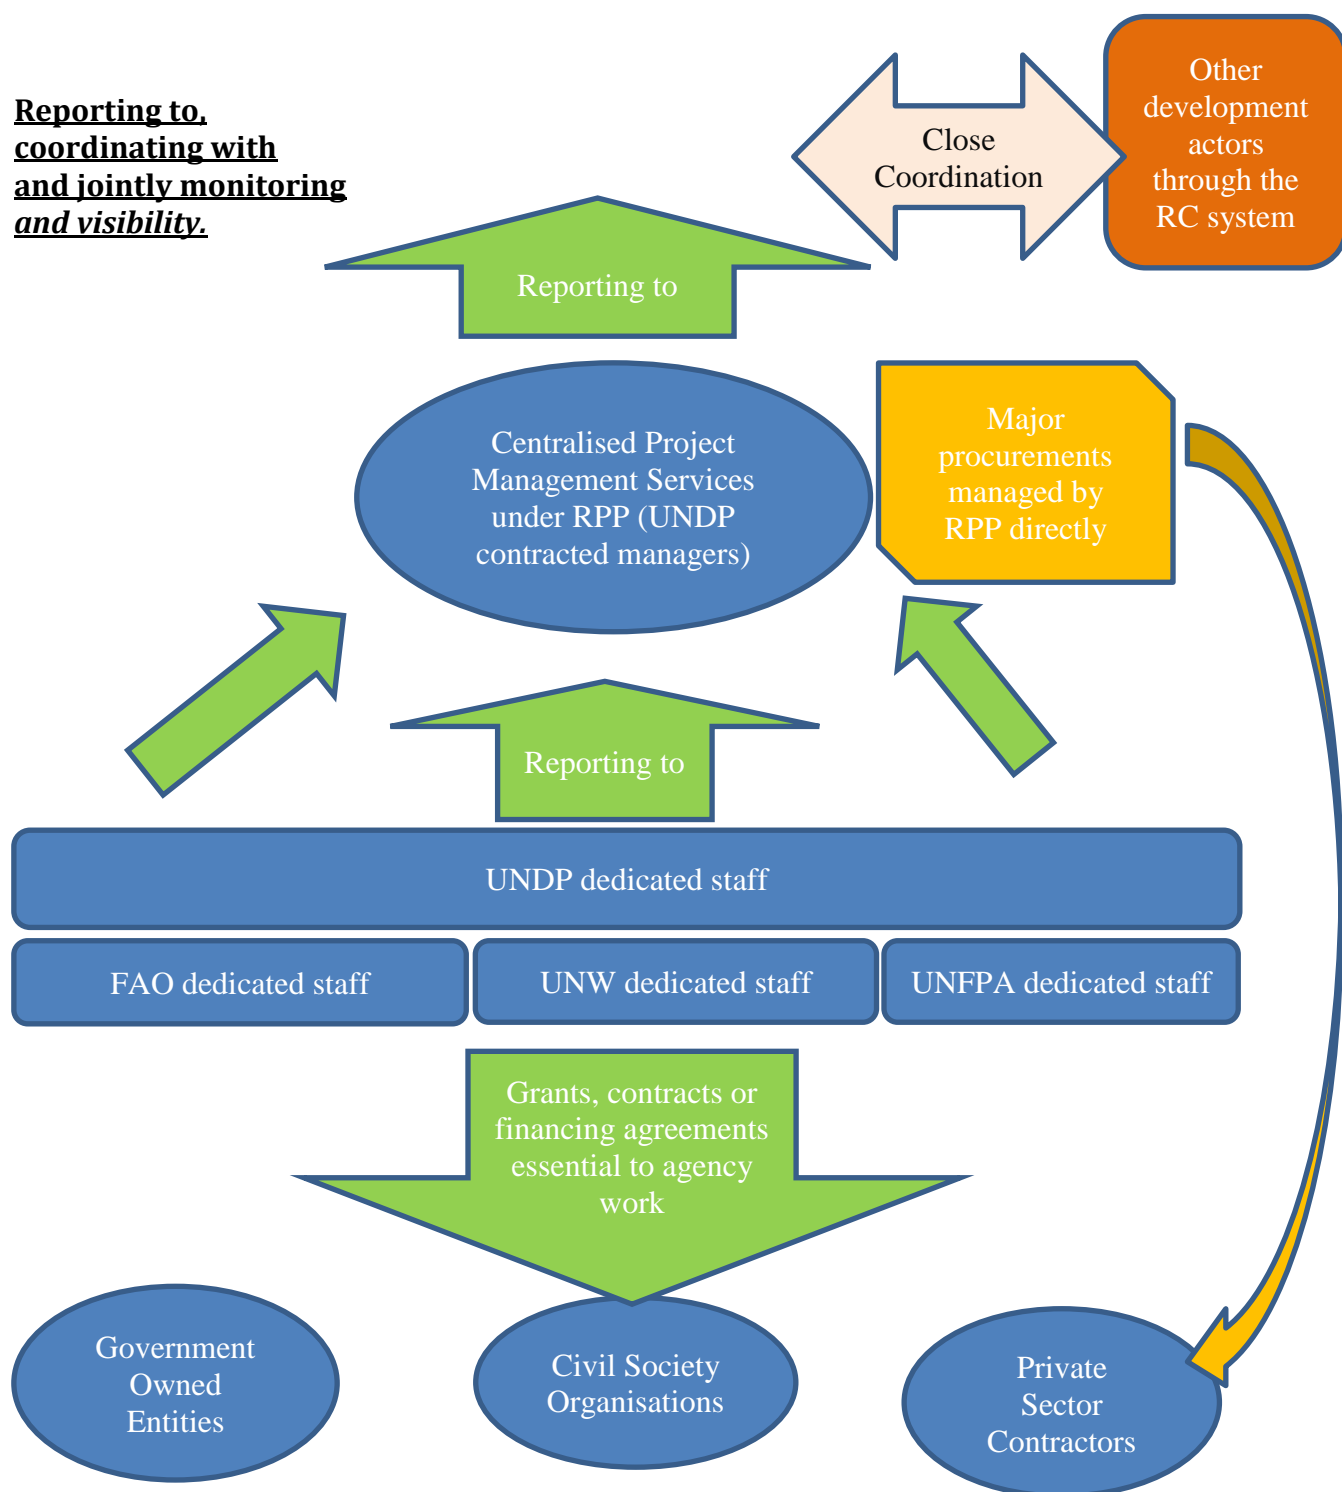 Reporting to,
coordinating with
and jointly monitoring
and visibility.
Close
Coordination
Other
development
actors
through the
RC system
Reporting to
Centralised Project
Management Services
under RPP (UNDP
contracted managers)
Major
procurements
managed by
RPP directly
Reporting to
UNDP dedicated staff
FAO dedicated staff
UNW dedicated staff
UNFPA dedicated staff
Grants, contracts or
financing agreements
essential to agency
work
Government
Owned
Entities
Civil Society
Organisations
Private
Sector
Contractors